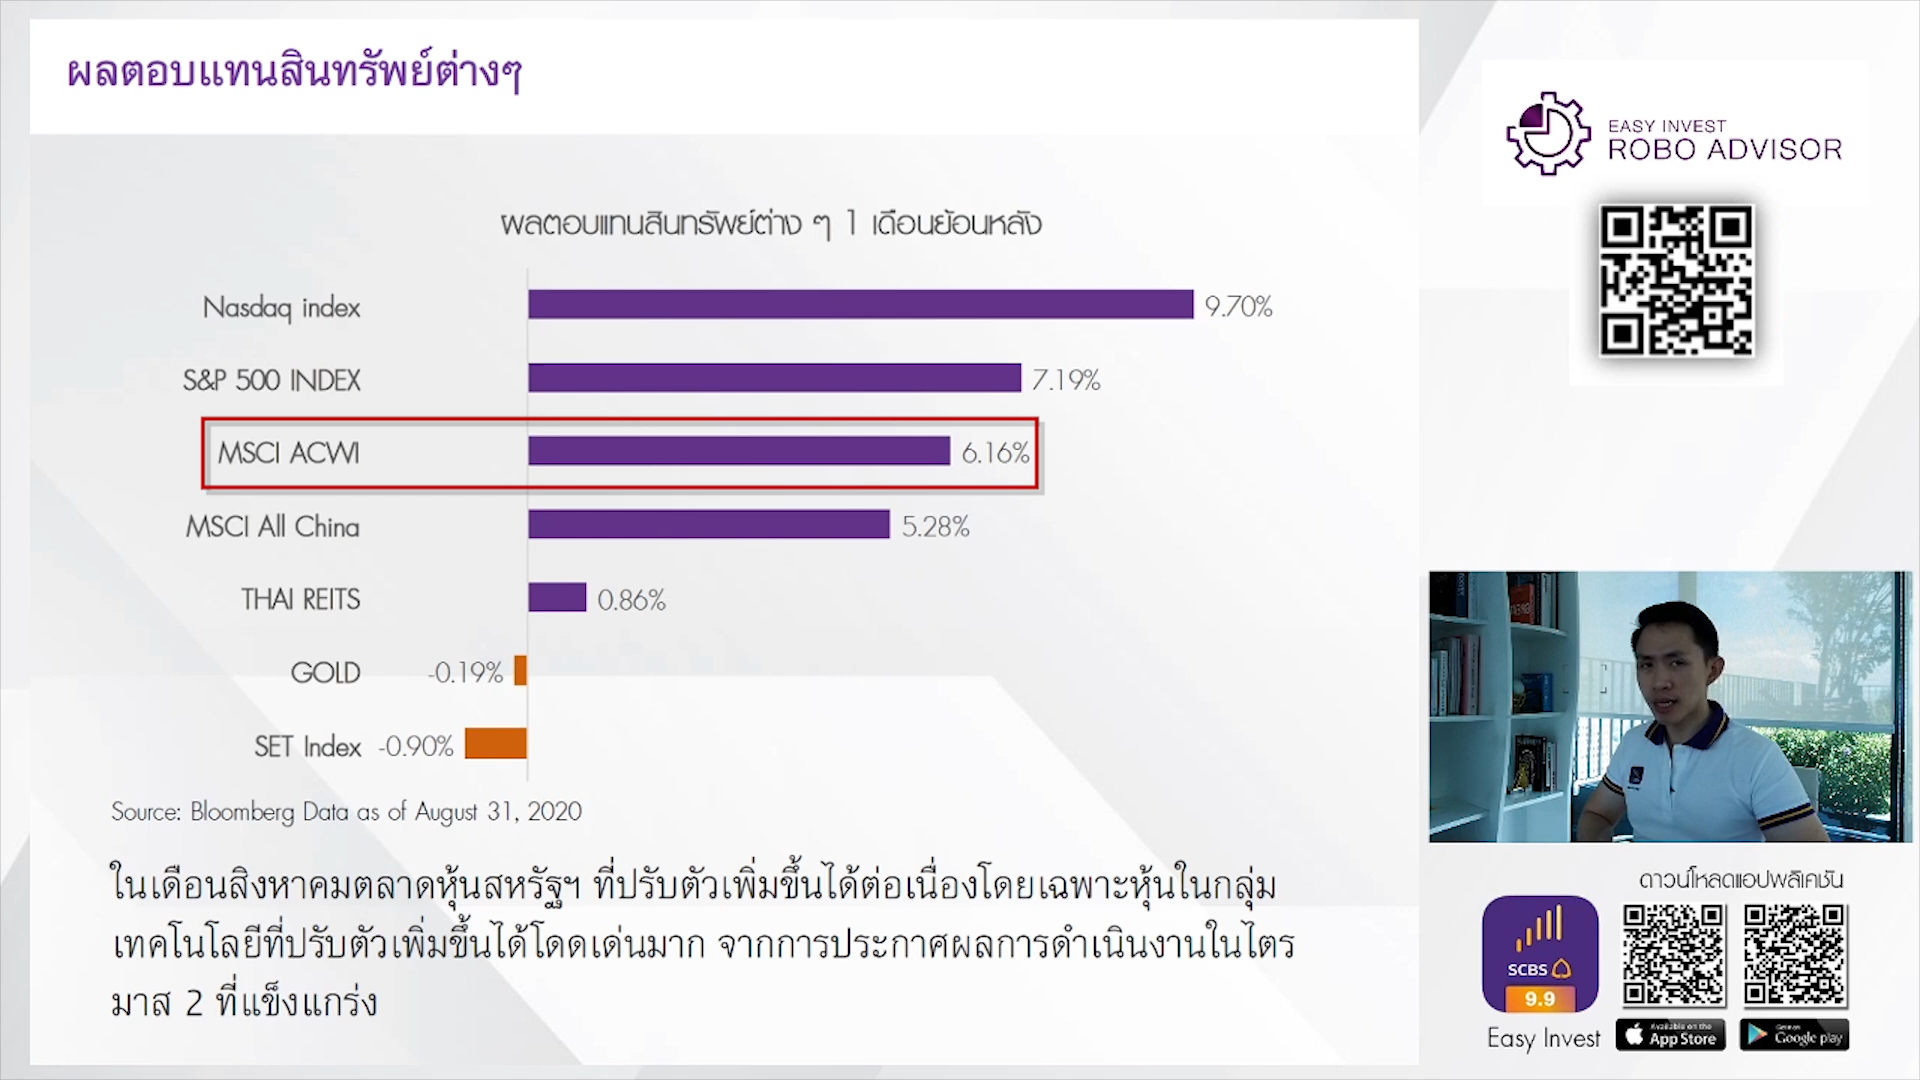 ผลตอบแทนสินทรัพย์ต่างๆ
ผลตอบแทนสินทรัพย์ต่าง ๆ 1 เดือนย้อนหลัง
Nasdaq index 9.70%
S&P 500 INDEX 7.19%
MSCI ACWI 6.16%
MSCI All China 5.28%
THAI REITS 0.86%
GOLD -0.19%
SET Index -0.90%
Source: Bloomberg Data as of August 31, 2020
ในเดือนสิงหาคมตลาดหุ้นสหรัฐฯ ที่ปรับตัวเพิ่มขึ้นได้ต่อเนื่องโดยเฉพาะหุ้นในกลุ่ม
เทคโนโลยีที่ปรับตัวเพิ่มขึ้นได้โดดเด่นมาก จากการประกาศผลการดำเนินงานในไตร
มาส 2 ที่แข็งแกร่ง
EASY INVEST
ROBO ADVISOR
ดาวน์โหลดแอปพลิเคชัน
SCBS
9.9
Easy Invest
Available on the
App Store
Google play